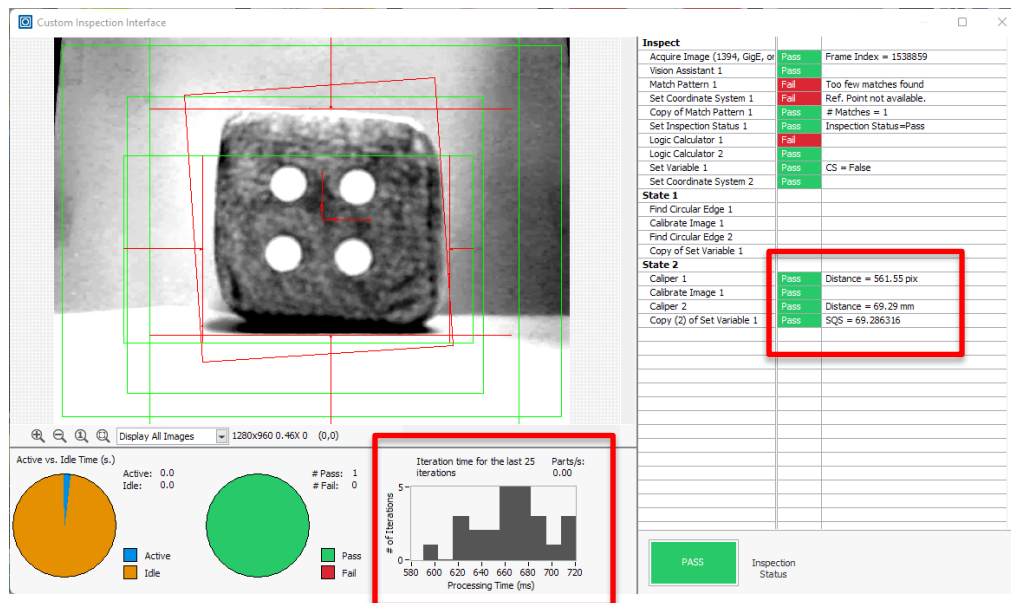 Custom Inspection Interface
Inspect
Acquire Image (1394, GigE, or Pass Frame Index = 1538859
Vision Assistant 1 Pass
Match Pattern 1 Fail Too few matches found
Set Coordinate System 1 Fail Ref. Point not available.
Copy of Match Pattern 1 Pass # Matches = 1
Set Inspection Status 1 Pass Inspection Status=Pass
Logic Calculator 1 Fail
Logic Calculator 2 Pass
Set Variable 1 Pass CS = False
Set Coordinate System 2 Pass
State 1
Find Circular Edge 1
Calibrate Image 1
Find Circular Edge 2
Copy of Set Variable 1
State 2
Caliper 1 Pass Distance = 561.55 pix
Calibrate Image 1 Pass
Caliper 2 Pass Distance = 69.29 mm
Copy (2) of Set Variable 1 Pass SQS = 69.286316
Display All Images 1280x960 0.46X 0 (0,0)
Active vs. Idle Time (s.)
Active: 0.0
Idle: 0.0
Active
Idle
# Pass: 1
# Fail: 0
Pass
Fail
Iteration time for the last 25 iterations
Parts/s:
0.00
# of Iterations
5
0
580 600 620 640 660 680 700 720
Processing Time (ms)
PASS
Inspection
Status